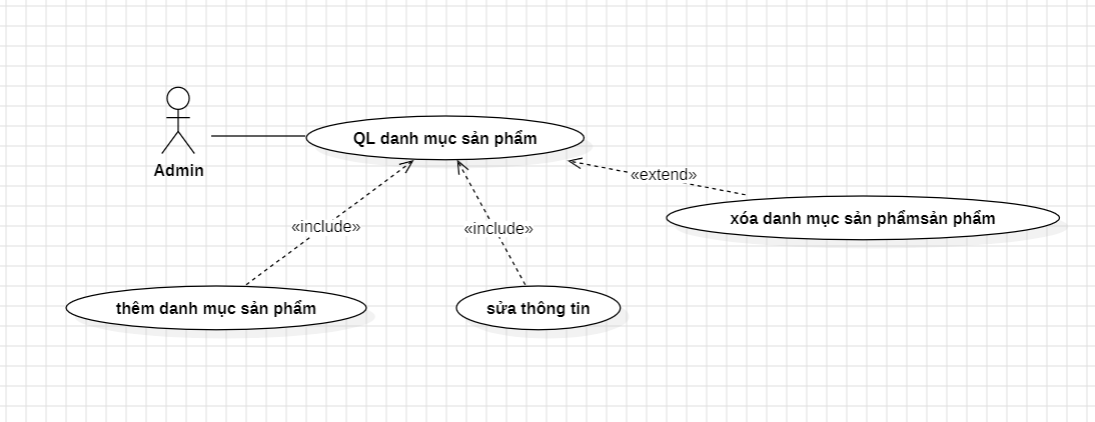 QL danh mục sản phẩm
Admin
«extend»
xóa danh mục sản phẩmsản phẩm
«include»
«include»
thêm danh mục sản phẩm
sửa thông tin